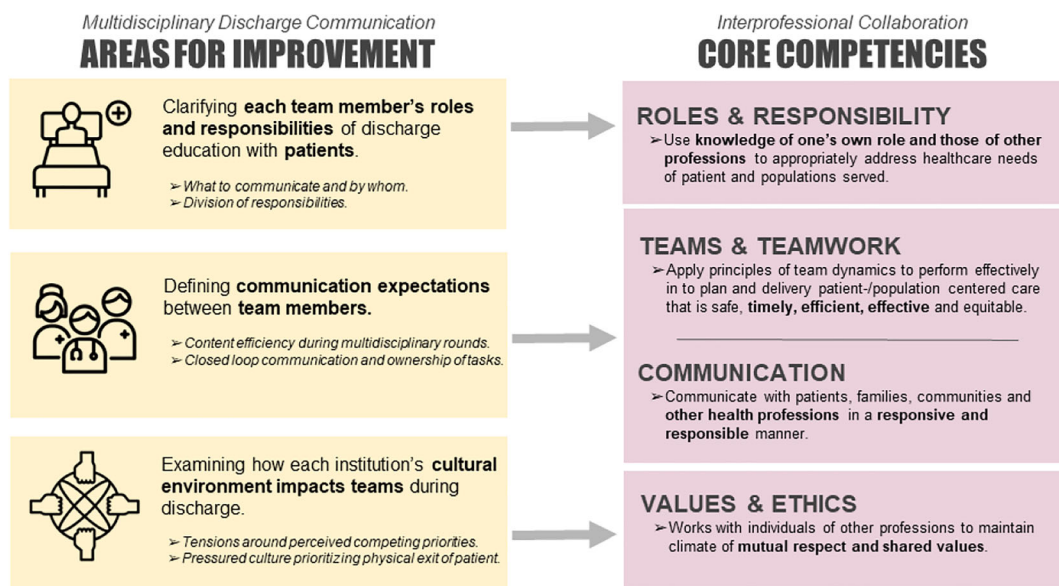 Multidisciplinary Discharge Communication
AREAS FOR IMPROVEMENT
Clarifying each team member's roles
and responsibilities of discharge
education with patients.
➢ What to communicate and by whom.
➢ Division of responsibilities.
Defining communication expectations
between team members.
➢ Content efficiency during multidisciplinary rounds.
➢ Closed loop communication and ownership of tasks.
Examining how each institution's cultural
environment impacts teams during
discharge.
➢ Tensions around perceived competing priorities.
➢ Pressured culture prioritizing physical exit of patient.
Interprofessional Collaboration
CORE COMPETENCIES
ROLES & RESPONSIBILITY
➢ Use knowledge of one's own role and those of other
professions to appropriately address healthcare needs
of patient and populations served.
TEAMS & TEAMWORK
➢ Apply principles of team dynamics to perform effectively
in to plan and delivery patient-/population centered care
that is safe, timely, efficient, effective and equitable.
COMMUNICATION
➢ Communicate with patients, families, communities and
other health professions in a responsive and
responsible manner.
VALUES & ETHICS
➢ Works with individuals of other professions to maintain
climate of mutual respect and shared values.